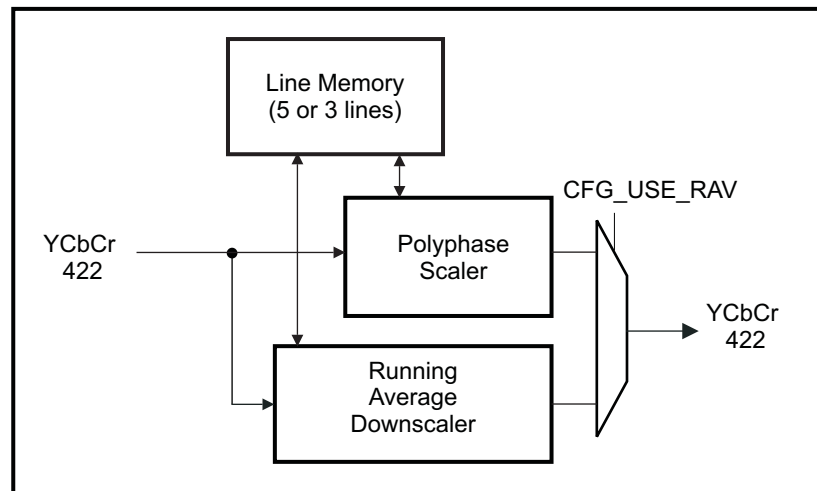 Line Memory
(5 or 3 lines)
CFG_USE_RAV
YCbCr
422
Polyphase
Scaler
YCbCr
422
Running
Average
Downscaler